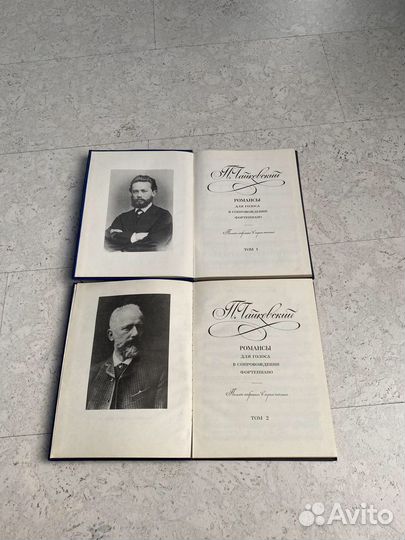 П. Чайковский
РОМАНСЫ
ДЛЯ ГОЛОСА
В СОПРОВОЖДЕНИИ
ФОРТЕПИАНО
ТОМ 1
П. Чайковский
РОМАНСЫ
ДЛЯ ГОЛОСА
В СОПРОВОЖДЕНИИ
ФОРТЕПИАНО
ТОМ 2
Avito